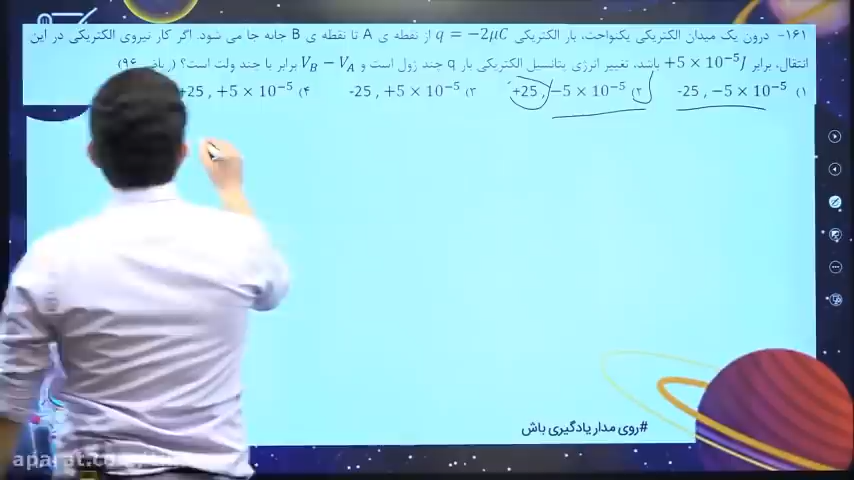 ۱۶۱- درون یک میدان الکتریکی یکنواخت، بار الکتریکی q = −2μC از نقطه ی A تا نقطه ی B جابه جا می شود. اگر کار نیروی الکتریکی در این
انتقال، برابر +5 × 10⁻⁵J باشد، تغییر انرژی پتانسیل الکتریکی بار q چند ژول است و V_B − V_A برابر با چند ولت است؟ (ریاضی ۹۶)
۱) −5 × 10⁻⁵ , -25 ۲) −5 × 10⁻⁵ , +25 ۳) +5 × 10⁻⁵ , -25 ۴) +5 × 10⁻⁵ , +25
#روی مدار یادگیری باش
aparat.com/